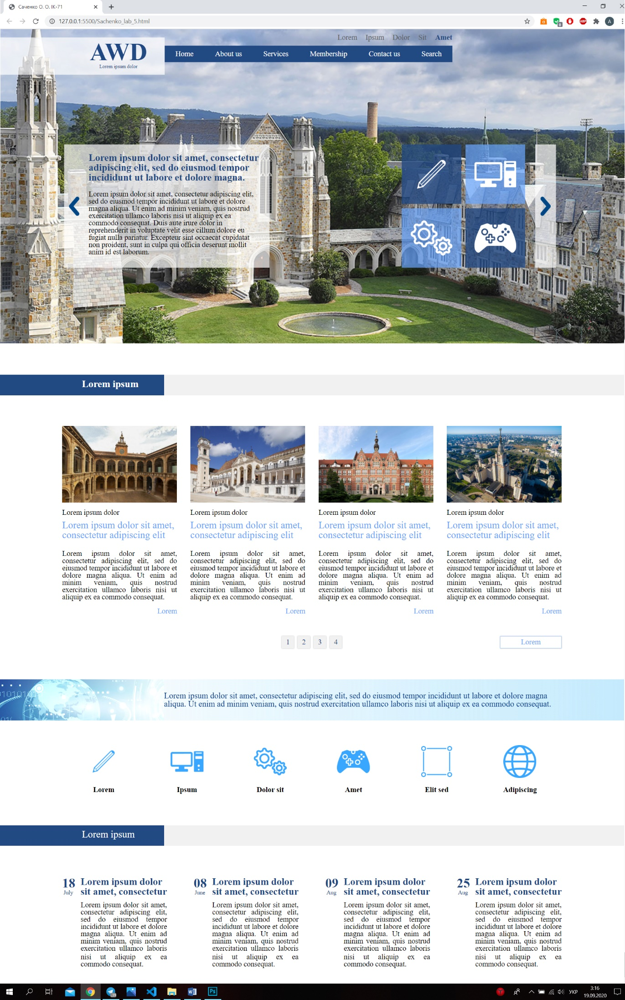 Саченко О. О. ІК-71
127.0.0.1:5500/Sachenko_lab_5.html
Lorem Ipsum Dolor Sit Amet
AWD
Lorem ipsum dolor
Home About us Services Membership Contact us Search
Lorem ipsum dolor sit amet, consectetur
adipiscing elit, sed do eiusmod tempor
incididunt ut labore et dolore magna.
Lorem ipsum dolor sit amet, consectetur adipiscing elit,
sed do eiusmod tempor incididunt ut labore et dolore
magna aliqua. Ut enim ad minim veniam, quis nostrud
exercitation ullamco laboris nisi ut aliquip ex ea
commodo consequat. Duis aute irure dolor in
reprehenderit in voluptate velit esse cillum dolore eu
fugiat nulla pariatur. Excepteur sint occaecat cupidatat
non proident, sunt in culpa qui officia deserunt mollit
anim id est laborum.
Lorem ipsum
Lorem ipsum dolor
Lorem ipsum dolor sit amet,
consectetur adipiscing elit
Lorem ipsum dolor sit amet,
consectetur adipiscing elit, sed do
eiusmod tempor incididunt ut labore et
dolore magna aliqua. Ut enim ad
minim veniam, quis nostrud
exercitation ullamco laboris nisi ut
aliquip ex ea commodo consequat.
Lorem
Lorem ipsum dolor
Lorem ipsum dolor sit amet,
consectetur adipiscing elit
Lorem ipsum dolor sit amet,
consectetur adipiscing elit, sed do
eiusmod tempor incididunt ut labore et
dolore magna aliqua. Ut enim ad
minim veniam, quis nostrud
exercitation ullamco laboris nisi ut
aliquip ex ea commodo consequat.
Lorem
Lorem ipsum dolor
Lorem ipsum dolor sit amet,
consectetur adipiscing elit
Lorem ipsum dolor sit amet,
consectetur adipiscing elit, sed do
eiusmod tempor incididunt ut labore et
dolore magna aliqua. Ut enim ad
minim veniam, quis nostrud
exercitation ullamco laboris nisi ut
aliquip ex ea commodo consequat.
Lorem
Lorem ipsum dolor
Lorem ipsum dolor sit amet,
consectetur adipiscing elit
Lorem ipsum dolor sit amet,
consectetur adipiscing elit, sed do
eiusmod tempor incididunt ut labore et
dolore magna aliqua. Ut enim ad
minim veniam, quis nostrud
exercitation ullamco laboris nisi ut
aliquip ex ea commodo consequat.
Lorem
1 2 3 4
Lorem
Lorem ipsum dolor sit amet, consectetur adipiscing elit, sed do eiusmod tempor incididunt ut labore et dolore magna
aliqua. Ut enim ad minim veniam, quis nostrud exercitation ullamco laboris nisi ut aliquip ex ea commodo consequat.
Lorem Ipsum Dolor sit Amet Elit sed Adipiscing
Lorem ipsum
18
July
Lorem ipsum dolor
sit amet, consectetur
Lorem ipsum dolor sit amet,
consectetur adipiscing elit,
sed do eiusmod tempor
incididunt ut labore et dolore
magna aliqua. Ut enim ad
minim veniam, quis nostrud
exercitation ullamco laboris
nisi ut aliquip ex ea
commodo consequat.
08
June
Lorem ipsum dolor
sit amet, consectetur
Lorem ipsum dolor sit amet,
consectetur adipiscing elit,
sed do eiusmod tempor
incididunt ut labore et dolore
magna aliqua. Ut enim ad
minim veniam, quis nostrud
exercitation ullamco laboris
nisi ut aliquip ex ea
commodo consequat.
09
Aug
Lorem ipsum dolor
sit amet, consectetur
Lorem ipsum dolor sit amet,
consectetur adipiscing elit,
sed do eiusmod tempor
incididunt ut labore et dolore
magna aliqua. Ut enim ad
minim veniam, quis nostrud
exercitation ullamco laboris
nisi ut aliquip ex ea
commodo consequat.
25
Aug
Lorem ipsum dolor
sit amet, consectetur
Lorem ipsum dolor sit amet,
consectetur adipiscing elit,
sed do eiusmod tempor
incididunt ut labore et dolore
magna aliqua. Ut enim ad
minim veniam, quis nostrud
exercitation ullamco laboris
nisi ut aliquip ex ea
commodo consequat.
УКР
3:16
19.09.2020